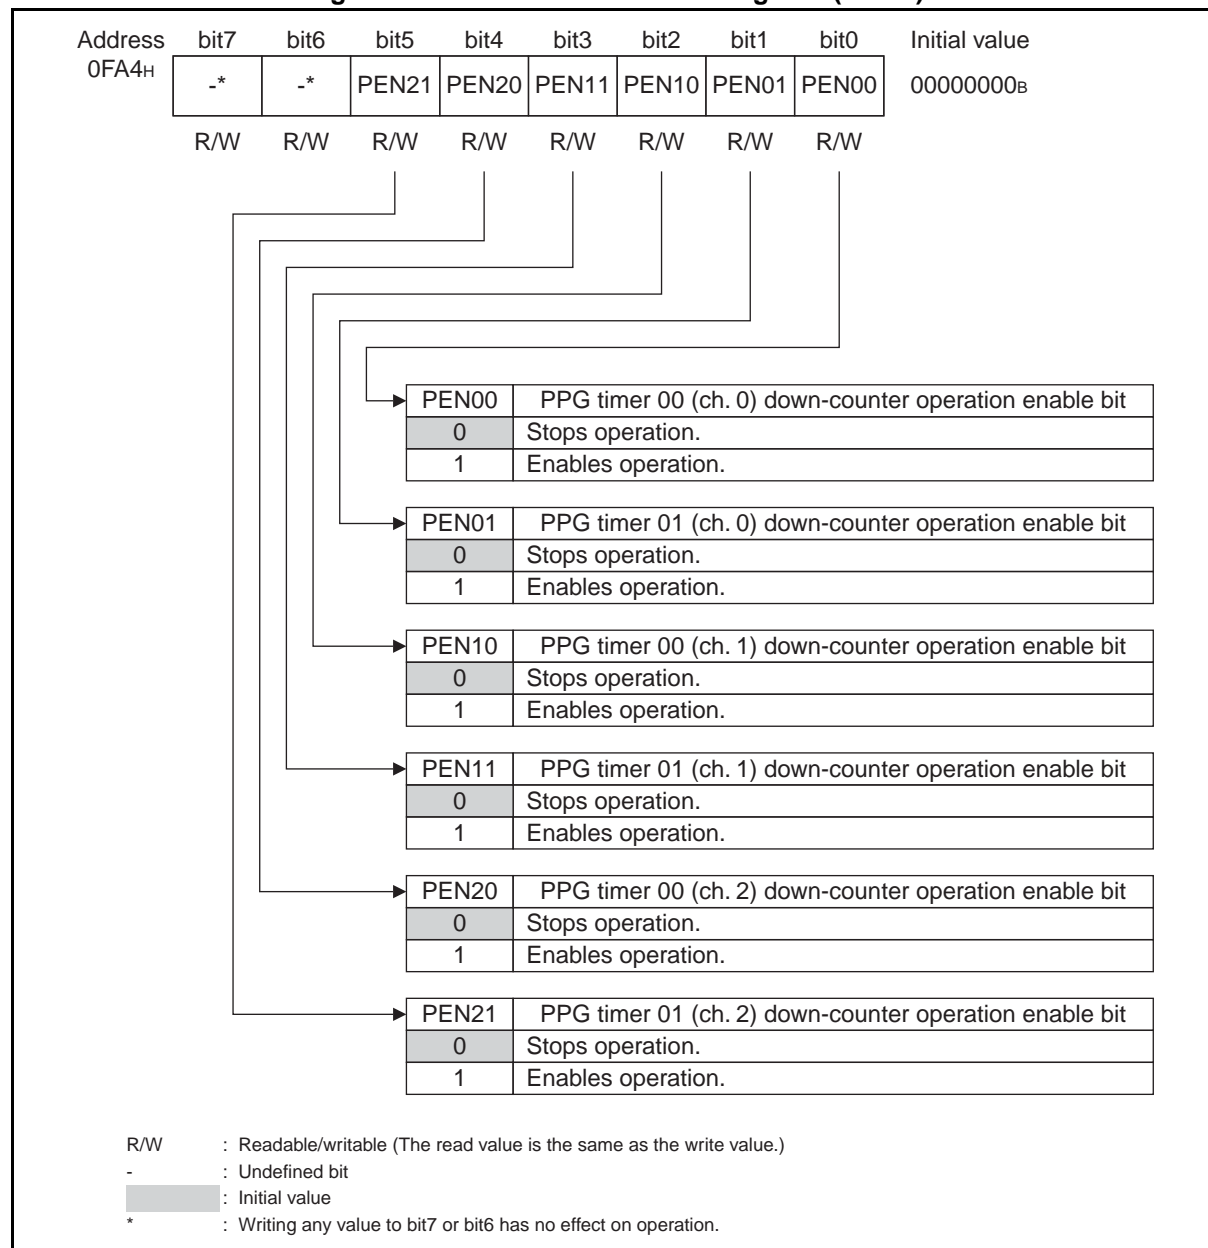 Address bit7 bit6 bit5 bit4 bit3 bit2 bit1 bit0 Initial value
0FA4H -* -* PEN21 PEN20 PEN11 PEN10 PEN01 PEN00 00000000B
R/W R/W R/W R/W R/W R/W R/W R/W
PEN00 PPG timer 00 (ch. 0) down-counter operation enable bit
0 Stops operation.
1 Enables operation.
PEN01 PPG timer 01 (ch. 0) down-counter operation enable bit
0 Stops operation.
1 Enables operation.
PEN10 PPG timer 00 (ch. 1) down-counter operation enable bit
0 Stops operation.
1 Enables operation.
PEN11 PPG timer 01 (ch. 1) down-counter operation enable bit
0 Stops operation.
1 Enables operation.
PEN20 PPG timer 00 (ch. 2) down-counter operation enable bit
0 Stops operation.
1 Enables operation.
PEN21 PPG timer 01 (ch. 2) down-counter operation enable bit
0 Stops operation.
1 Enables operation.
R/W : Readable/writable (The read value is the same as the write value.)
- : Undefined bit
: Initial value
* : Writing any value to bit7 or bit6 has no effect on operation.